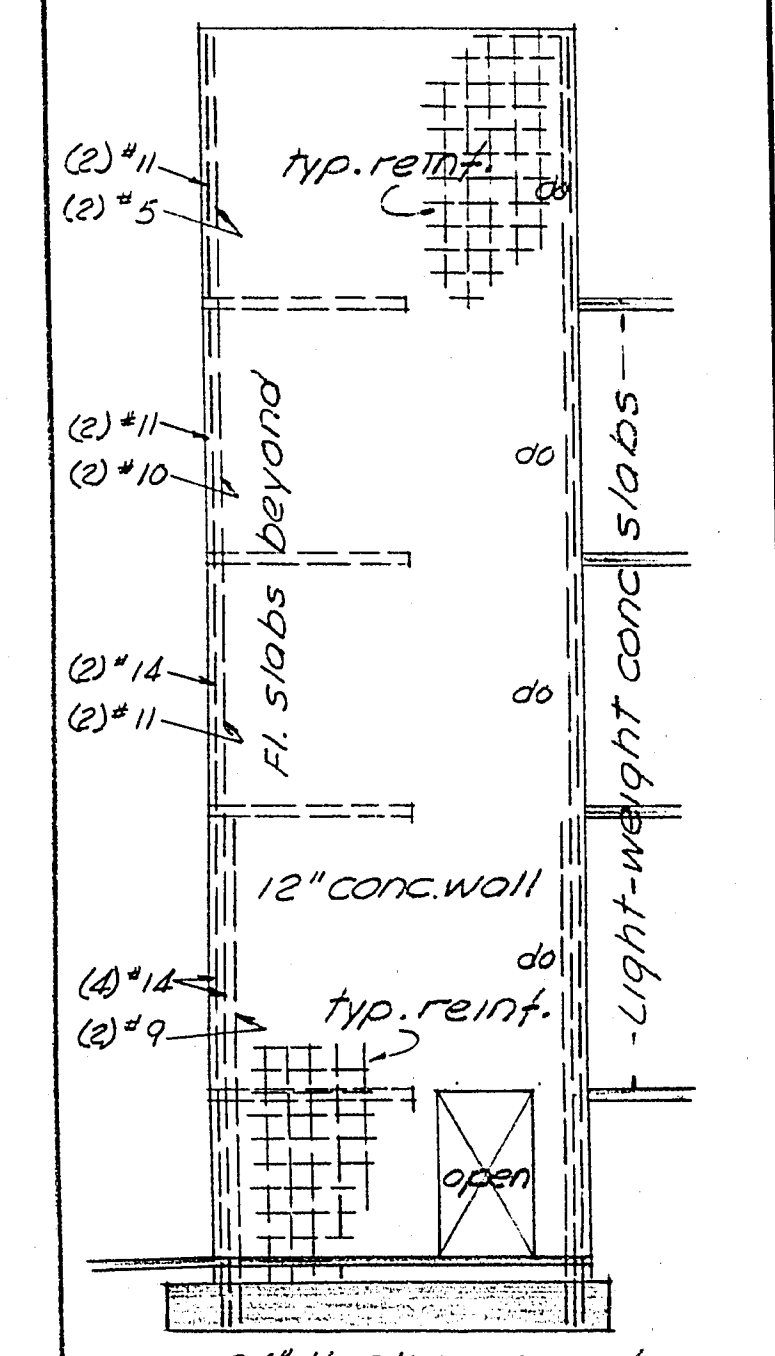 (2) #11
(2) #5
typ. reinf.
do
(2) #11
(2) #10
Fl. slabs beyond
do
(2) #14
(2) #11
do
Light-weight conc slabs
12" conc. wall
do
(4) #14
(2) #9
typ. reinf.
open